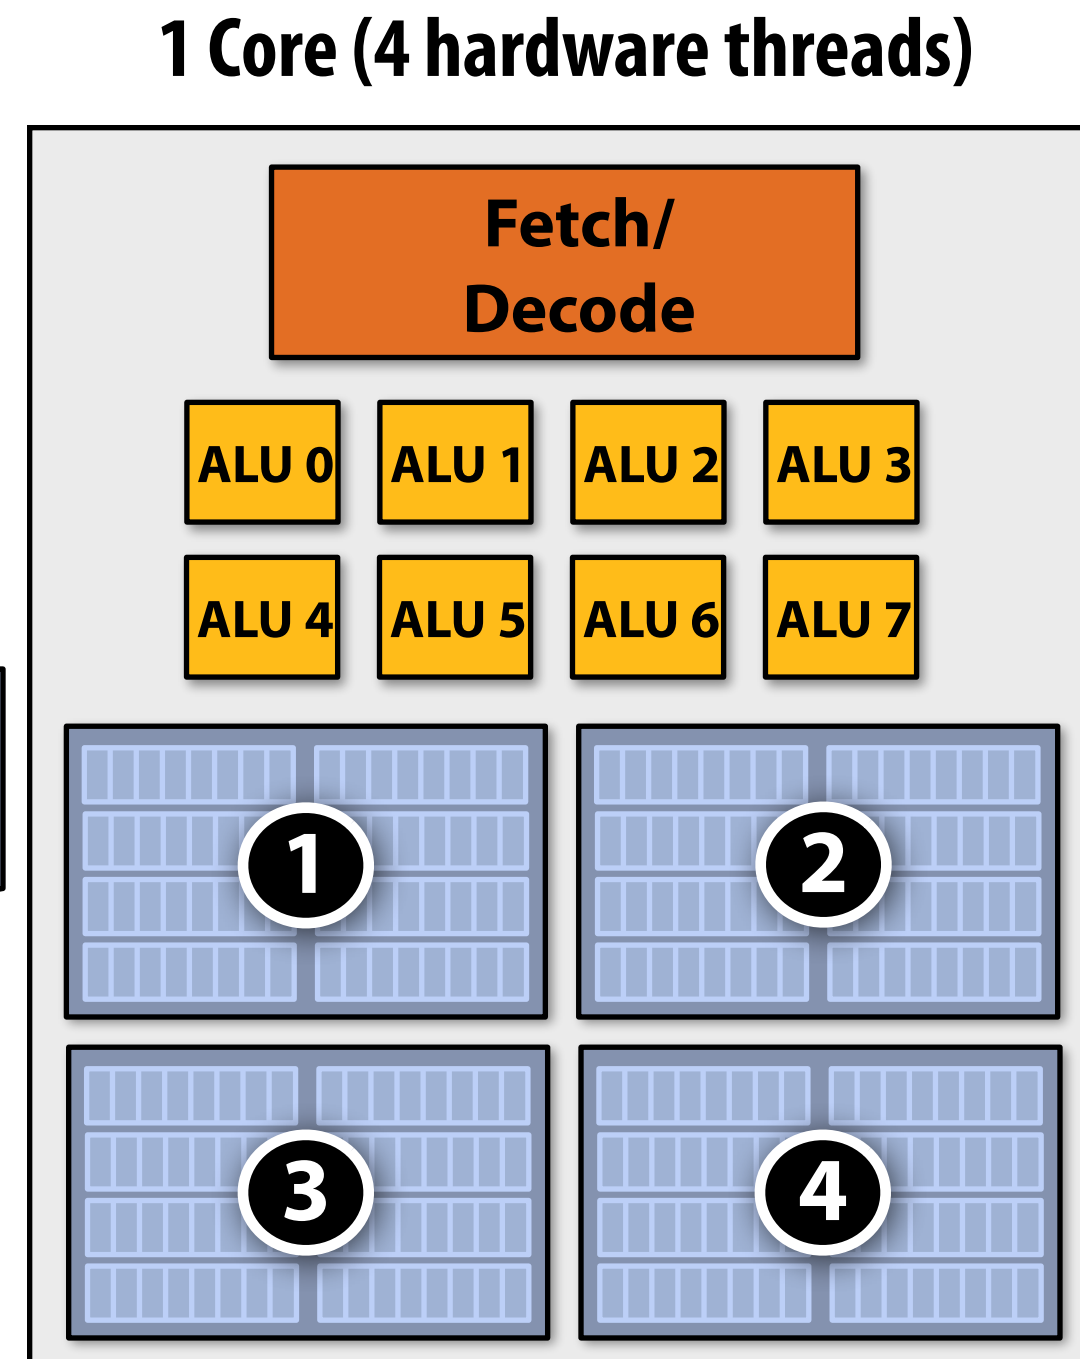 1 Core (4 hardware threads)
Fetch/
Decode
ALU 0 ALU 1 ALU 2 ALU 3
ALU 4 ALU 5 ALU 6 ALU 7
1 2
3 4